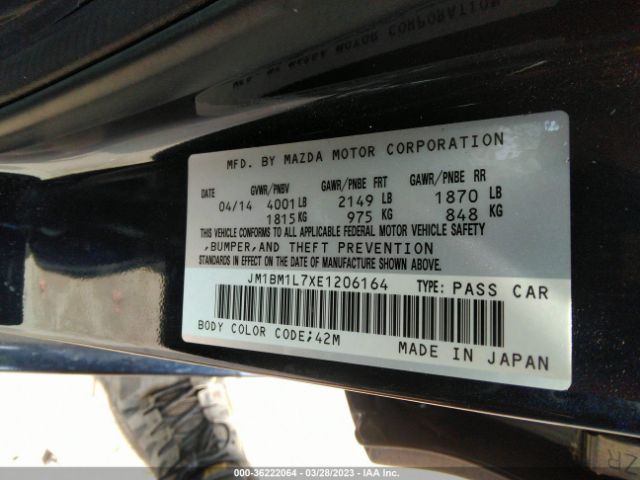 MFD. BY MAZDA MOTOR CORPORATION
DATE GVWR/PNBV GAWR/PNBE FRT GAWR/PNBE RR
04/14 4001 LB 2149 LB 1870 LB
1815 KG 975 KG 848 KG
THIS VEHICLE CONFORMS TO ALL APPLICABLE FEDERAL MOTOR VEHICLE SAFETY
,BUMPER,AND THEFT PREVENTION
STANDARDS IN EFFECT ON THE DATE OF MANUFACTURE SHOWN ABOVE.
JM1BM1L7XE1206164 TYPE: PASS CAR
BODY COLOR CODE;42M MADE IN JAPAN
ZR
000-36222064 / 03/28/2023 - IAA Inc.